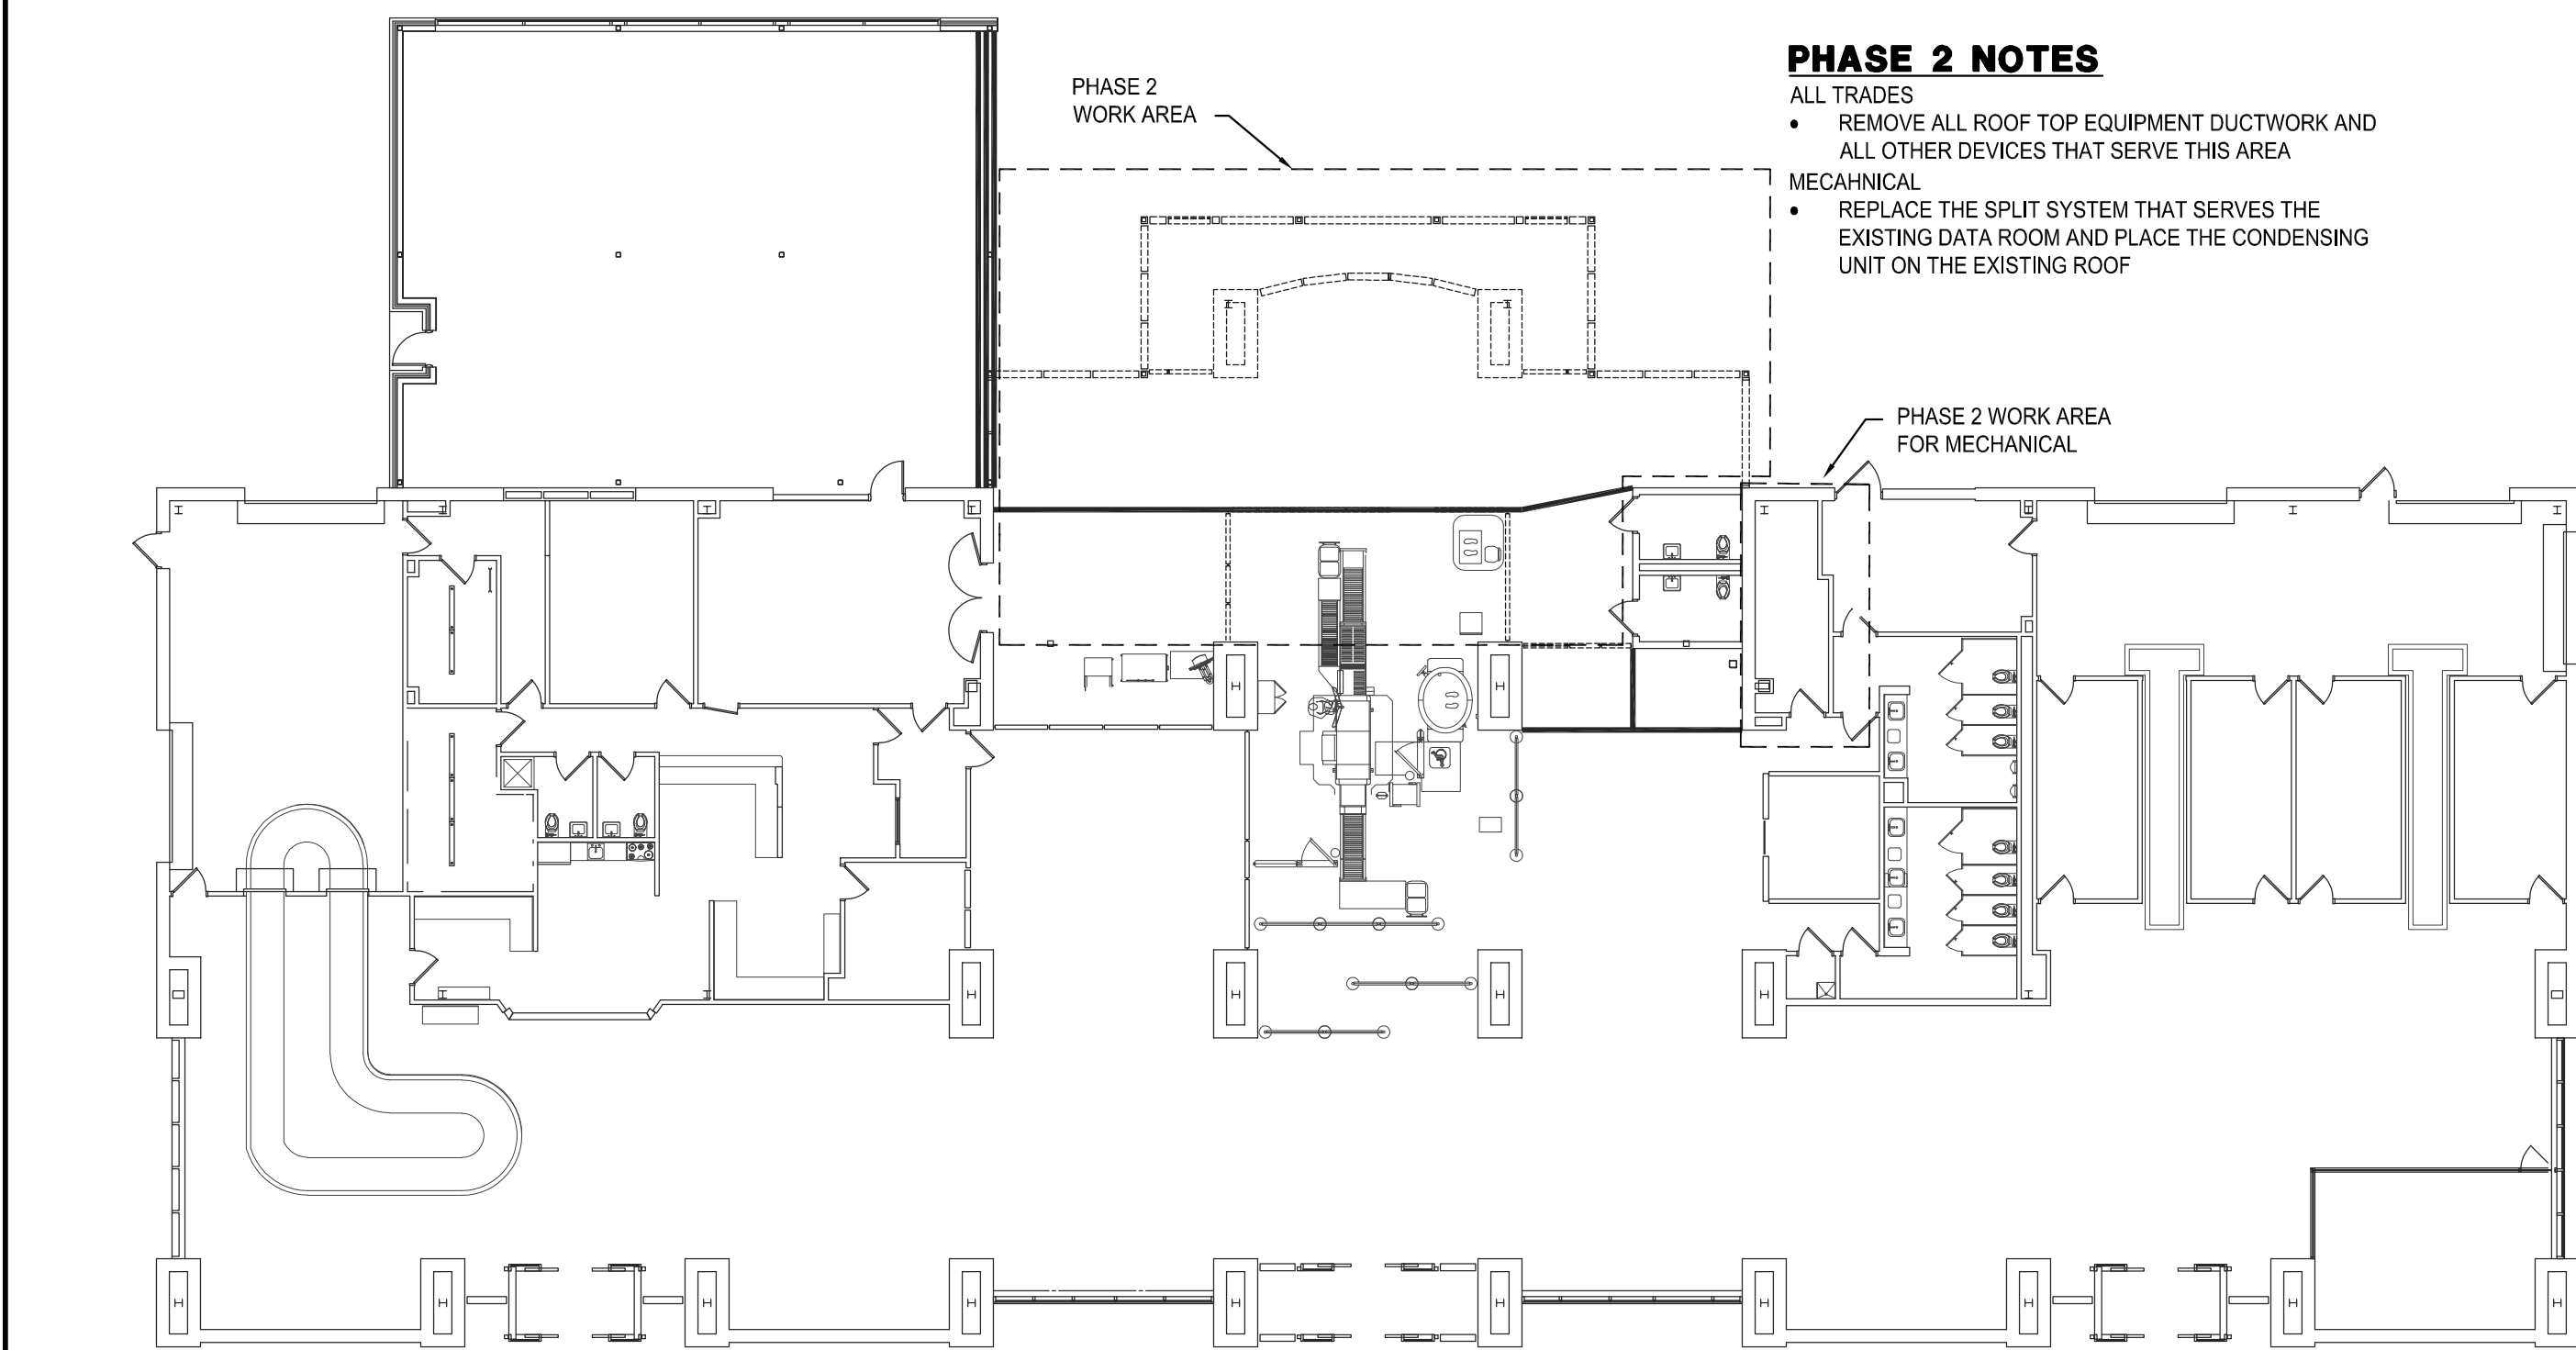 PHASE 2 NOTES
ALL TRADES
• REMOVE ALL ROOF TOP EQUIPMENT DUCTWORK AND
ALL OTHER DEVICES THAT SERVE THIS AREA
MECAHNICAL
• REPLACE THE SPLIT SYSTEM THAT SERVES THE
EXISTING DATA ROOM AND PLACE THE CONDENSING
UNIT ON THE EXISTING ROOF
PHASE 2
WORK AREA
PHASE 2 WORK AREA
FOR MECHANICAL